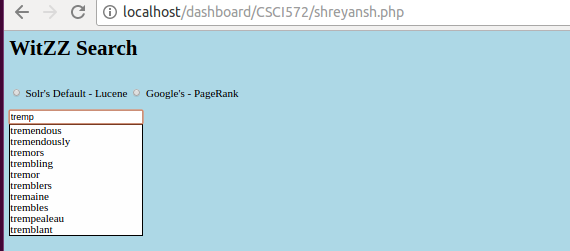 localhost/dashboard/CSCI572/shreyansh.php
WitZZ Search
Solr's Default - Lucene Google's - PageRank
tremp
tremendous
tremendously
tremors
trembling
tremor
tremblers
tremaine
trembles
trempealeau
tremblant